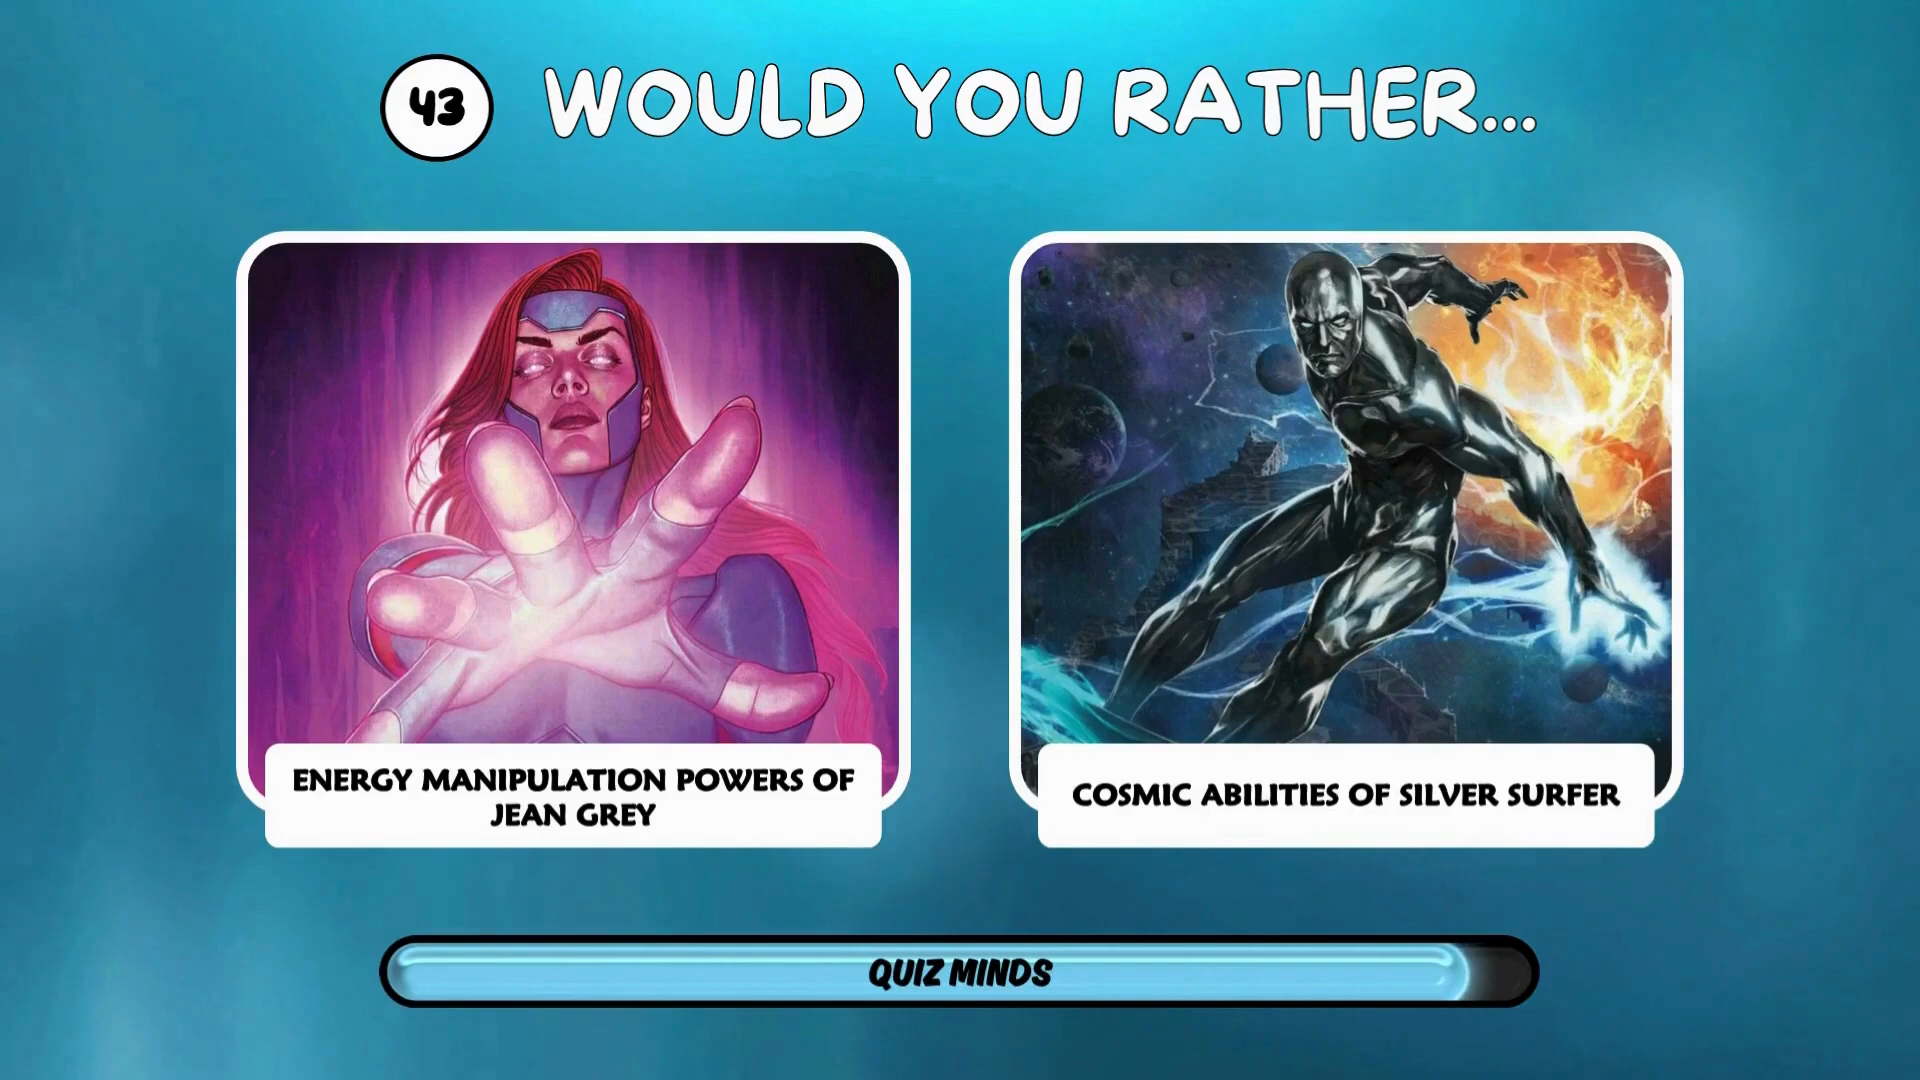 43
WOULD YOU RATHER...
ENERGY MANIPULATION POWERS OF
JEAN GREY
COSMIC ABILITIES OF SILVER SURFER
QUIZ MINDS